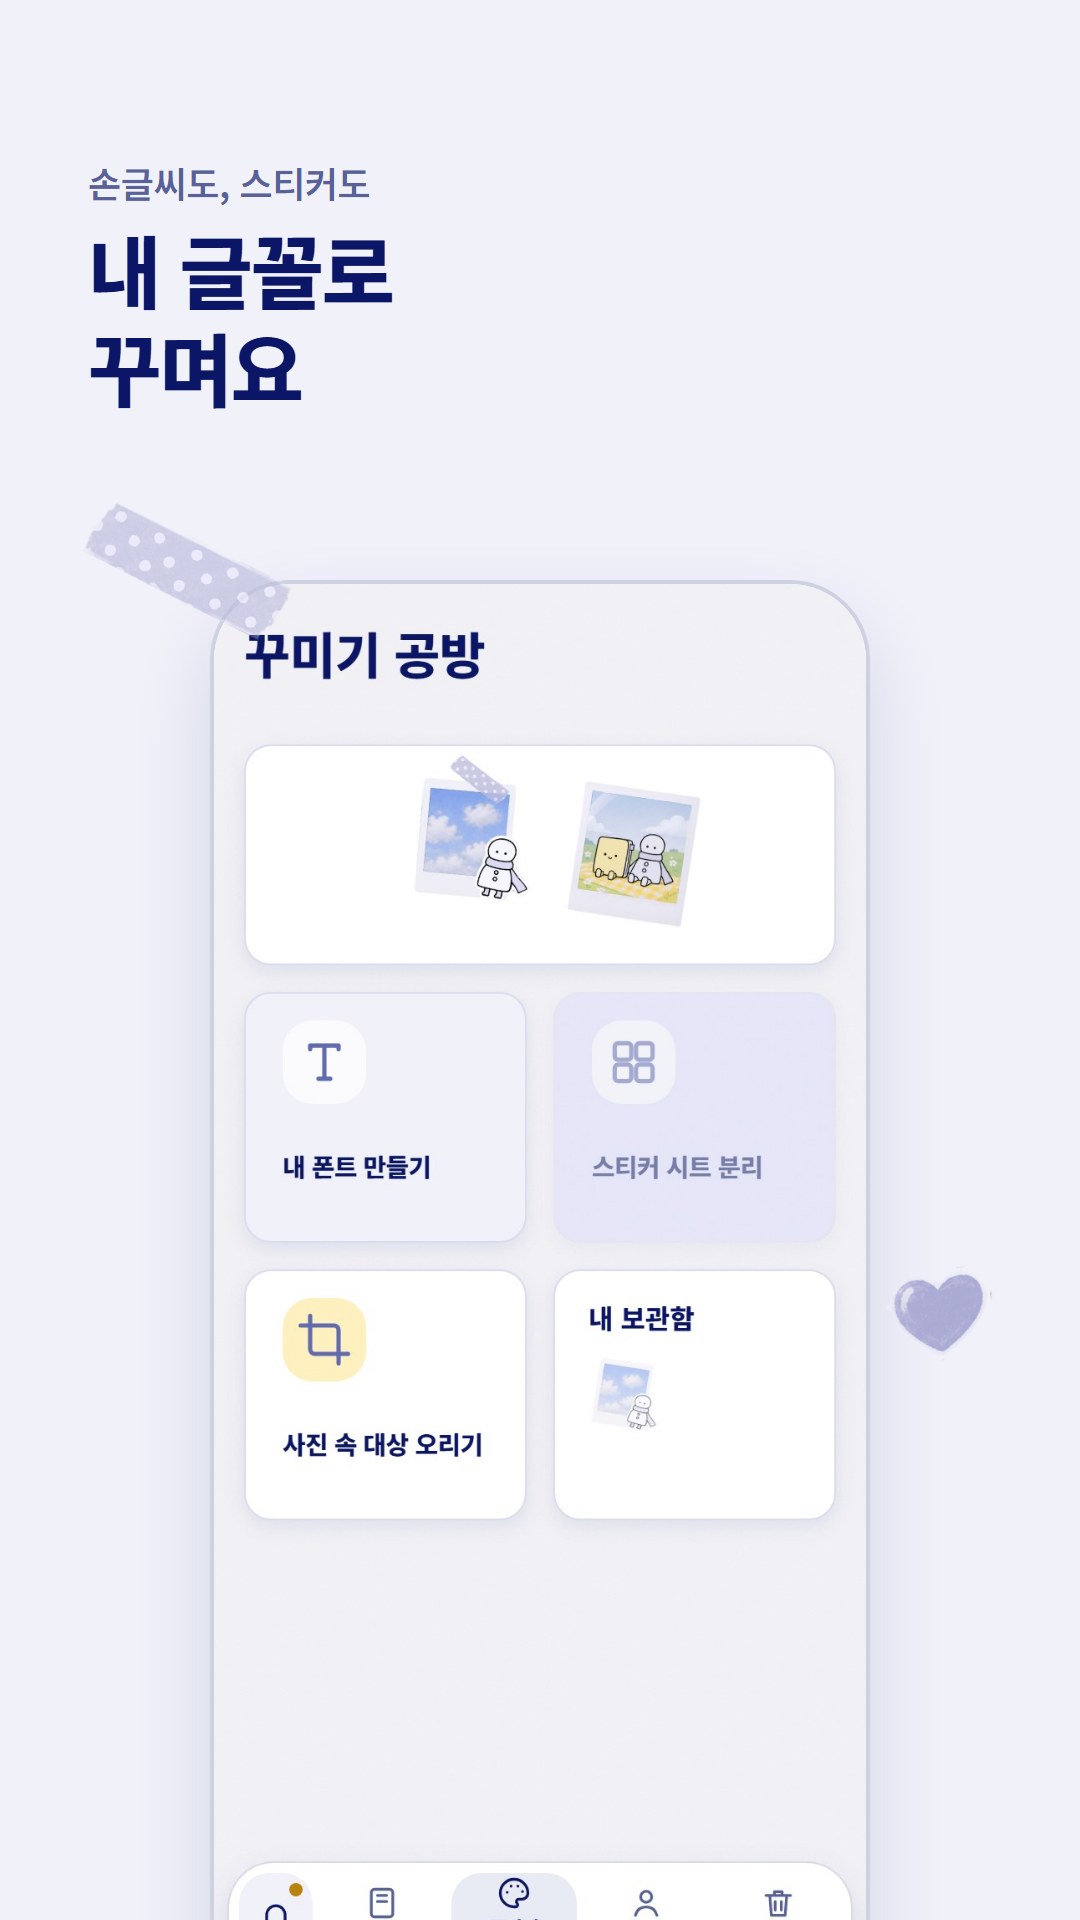 손글씨도, 스티커도
내 글꼴로
꾸며요
꾸미기 공방
내 폰트 만들기
스티커 시트 분리
사진 속 대상 오리기
내 보관함